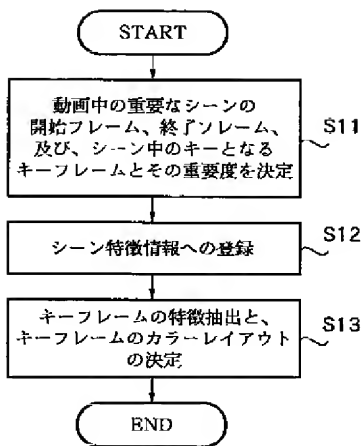 START
動画中の重要なシーンの
開始フレーム、終了ソレーム、
及び、シーン中のキーとなる
キーフレームとその重要度を決定
S11
シーン特徴情報への登録
S12
キーフレームの特徴抽出と、
キーフレームのカラーレイアウト
の決定
S13
END